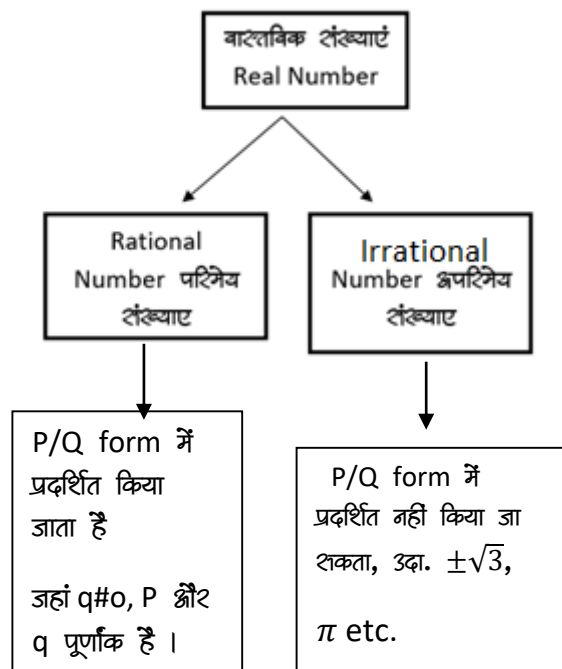 वास्तविक संख्याएं
Real Number
Rational
Number परिमेय
संख्याए
Irrational
Number अपरिमेय
संख्याए
P/Q form में
प्रदर्शित किया
जाता है
जहां q#o, P और
q पूर्णांक है ।
P/Q form में
प्रदर्शित नहीं किया जा
सकता, उदा. ±√3,
π etc.